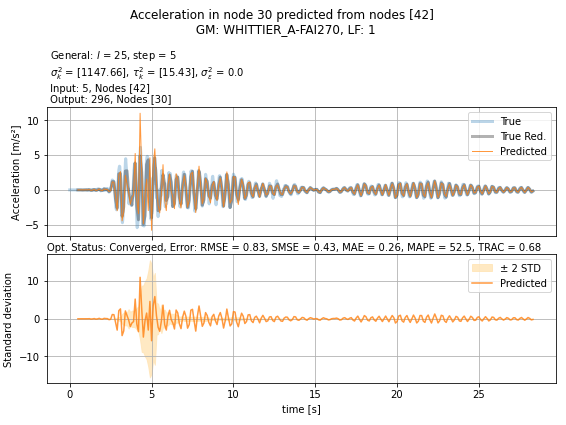 Acceleration in node 30 predicted from nodes [42]
GM: WHITTIER_A-FAI270, LF: 1
General: l = 25, step = 5
σ²ₖ = [1147.66], τ²ₖ = [15.43], σ²ε = 0.0
Input: 5, Nodes [42]
Output: 296, Nodes [30]
Acceleration [m/s²]
10
5
0
−5
True
True Red.
Predicted
Opt. Status: Converged, Error: RMSE = 0.83, SMSE = 0.43, MAE = 0.26, MAPE = 52.5, TRAC = 0.68
Standard deviation
10
0
−10
± 2 STD
Predicted
0 5 10 15 20 25
time [s]